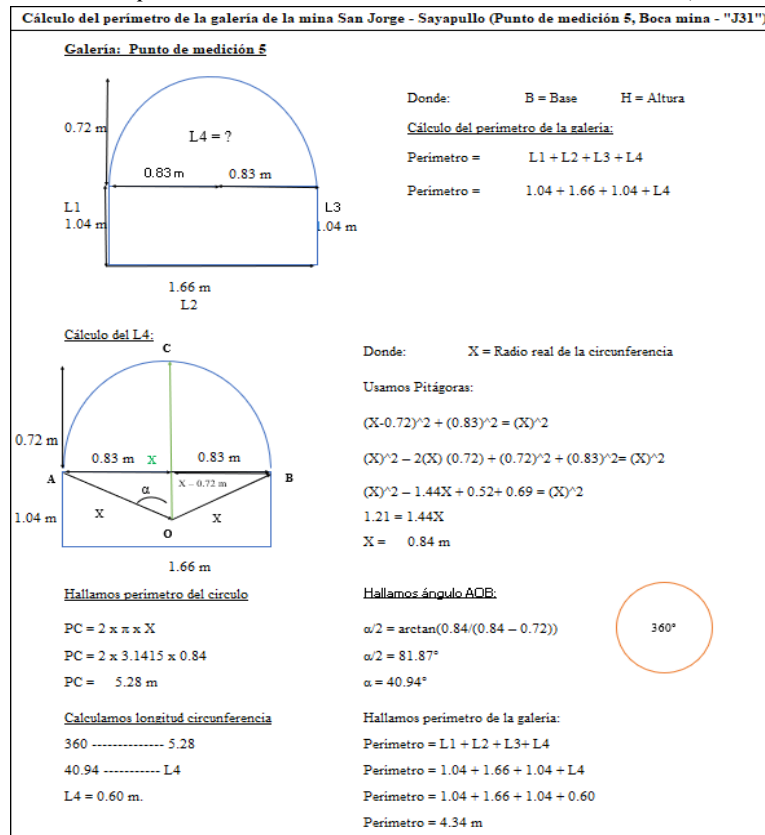 Cálculo del perímetro de la galería de la mina San Jorge - Sayapullo (Punto de medición 5, Boca mina - "J31")
Galería: Punto de medición 5
0.72 m
L4 = ?
0.83 m 0.83 m
L1
1.04 m
L3
1.04 m
1.66 m
L2
Donde: B = Base H = Altura
Cálculo del perímetro de la galería:
Perimetro = L1 + L2 + L3 + L4
Perimetro = 1.04 + 1.66 + 1.04 + L4
Cálculo del L4:
C
0.72 m
0.83 m X 0.83 m
A
X – 0.72 m
B
α
1.04 m
X X
O
1.66 m
Donde: X = Radio real de la circunferencia
Usamos Pitágoras:
(X-0.72)^2 + (0.83)^2 = (X)^2
(X)^2 – 2(X) (0.72) + (0.72)^2 + (0.83)^2= (X)^2
(X)^2 – 1.44X + 0.52+ 0.69 = (X)^2
1.21 = 1.44X
X = 0.84 m
Hallamos perimetro del circulo
PC = 2 x π x X
PC = 2 x 3.1415 x 0.84
PC = 5.28 m
Hallamos ángulo AOB:
α/2 = arctan(0.84/(0.84 – 0.72))
α/2 = 81.87°
α = 40.94°
360°
Calculamos longitud circunferencia
360 -------------- 5.28
40.94 ----------- L4
L4 = 0.60 m.
Hallamos perimetro de la galeria:
Perimetro = L1 + L2 + L3+ L4
Perimetro = 1.04 + 1.66 + 1.04 + L4
Perimetro = 1.04 + 1.66 + 1.04 + 0.60
Perimetro = 4.34 m